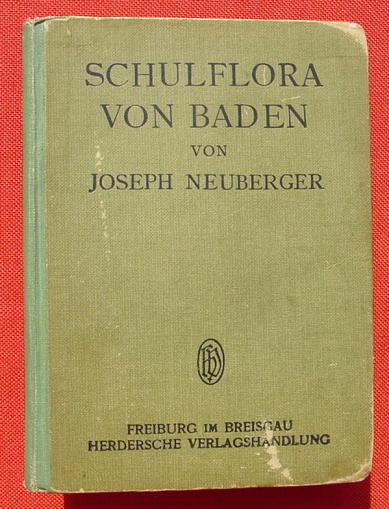 SCHULFLORA
VON BADEN
VON
JOSEPH NEUBERGER
FREIBURG IM BREISGAU
HERDERSCHE VERLAGSHANDLUNG